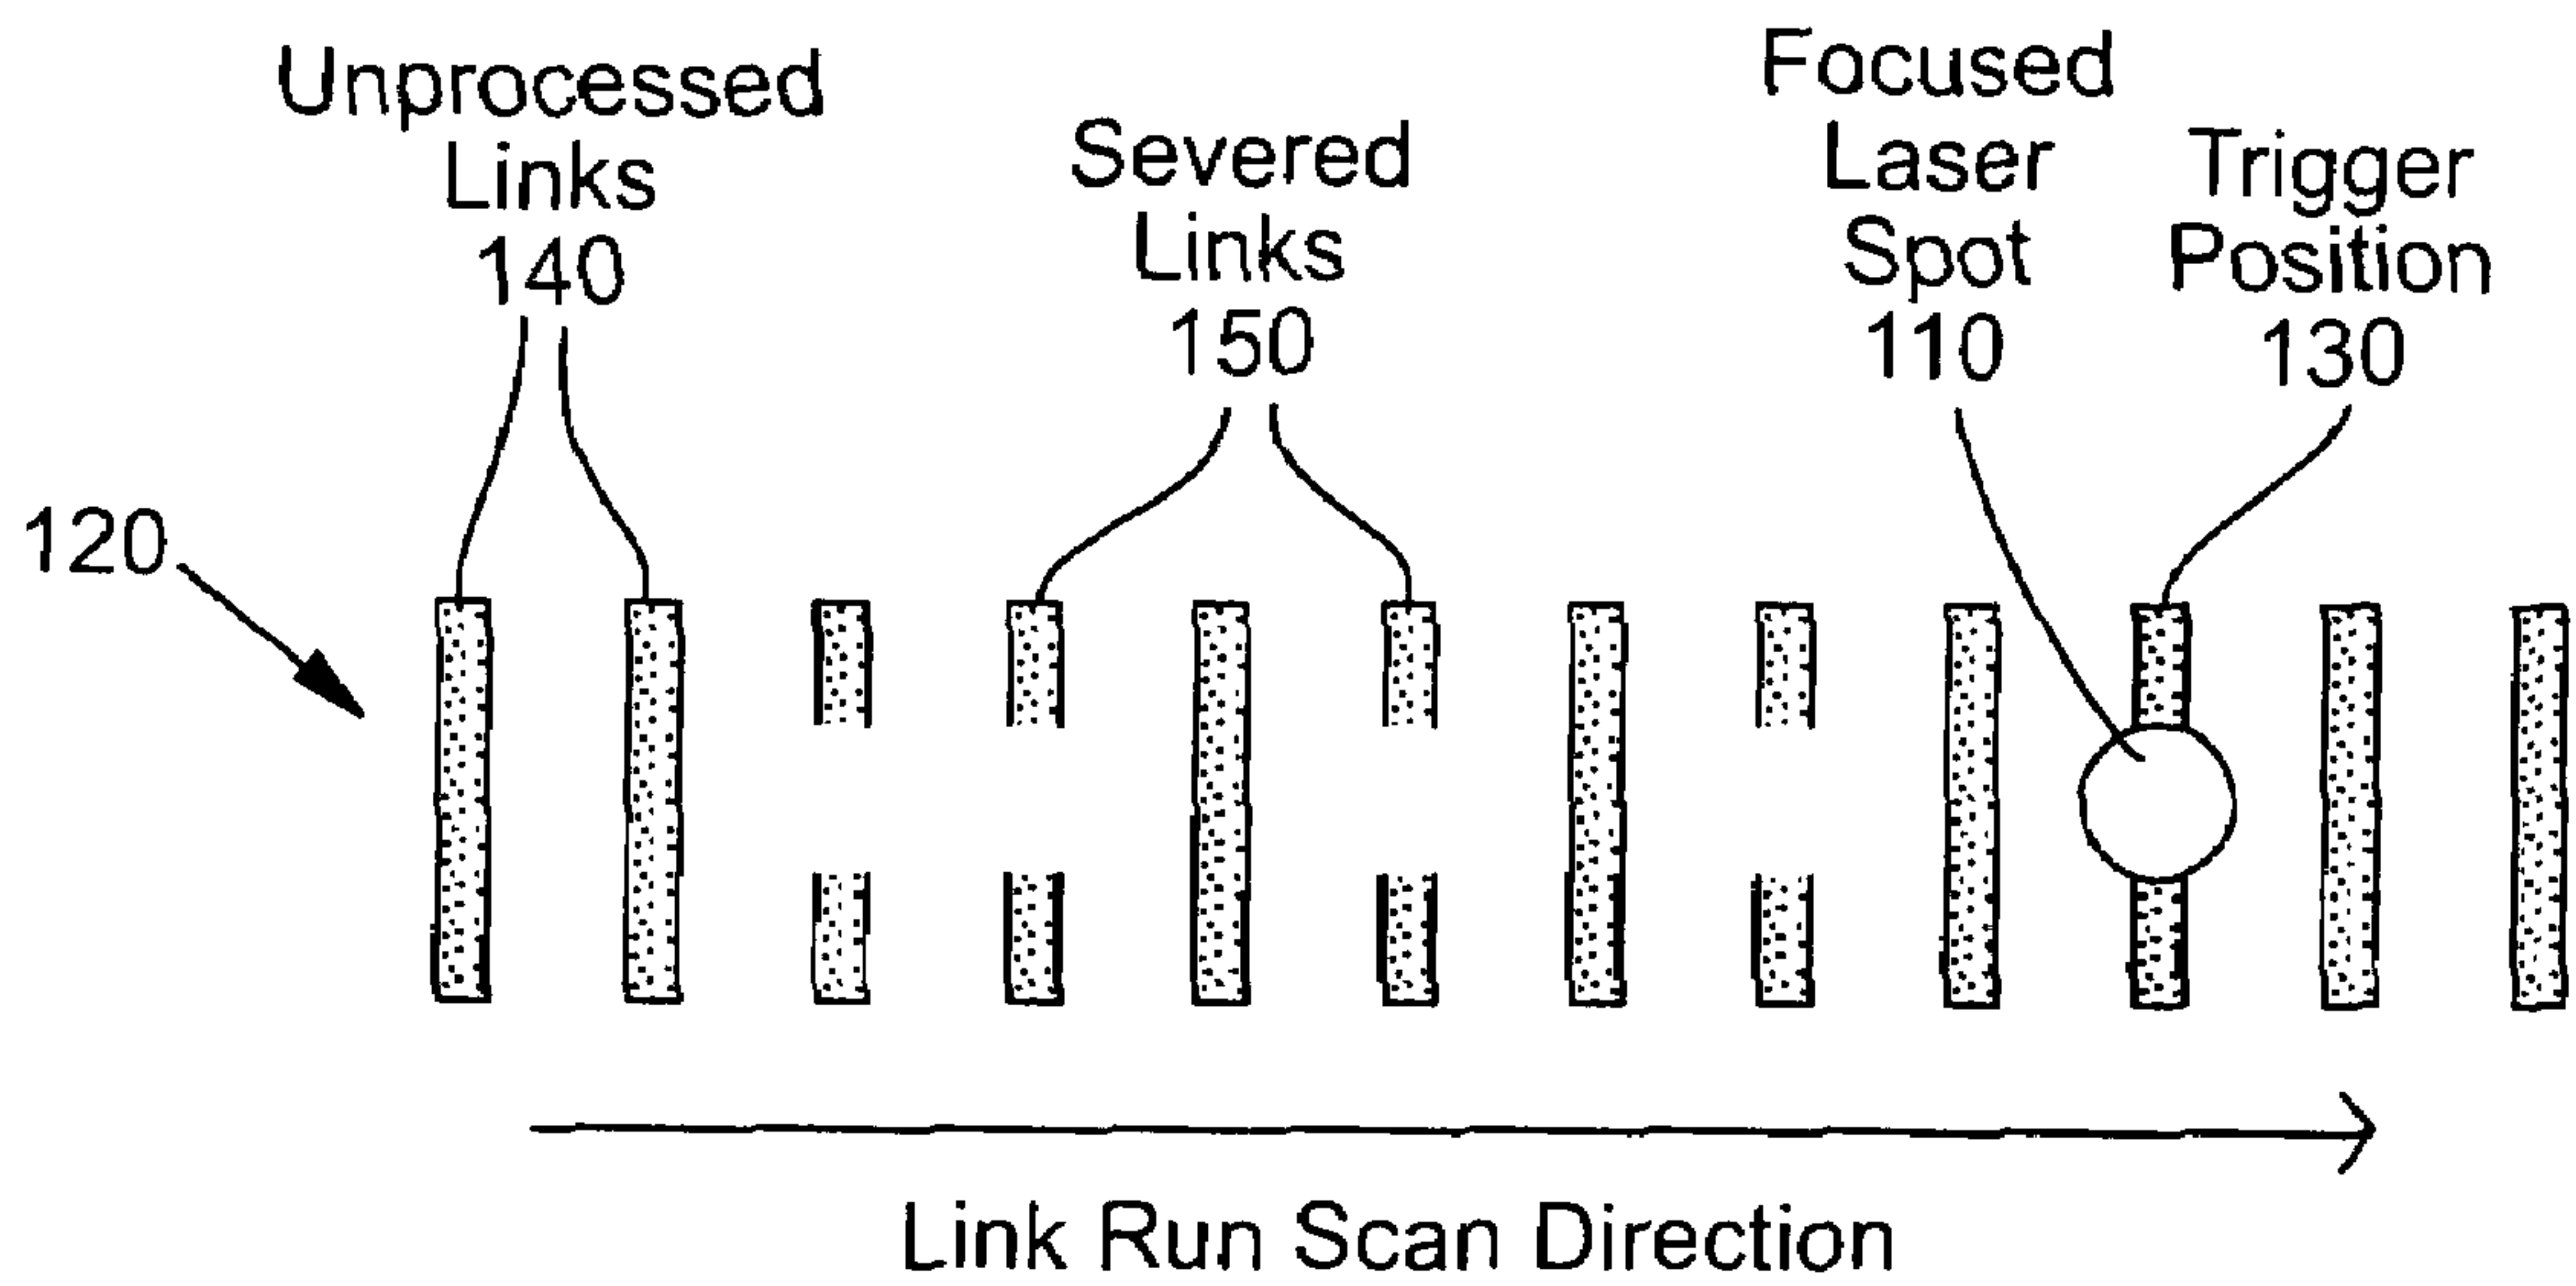 Unprocessed
Links
140
Severed
Links
150
Focused
Laser
Spot
110
Trigger
Position
130
120
Link Run Scan Direction